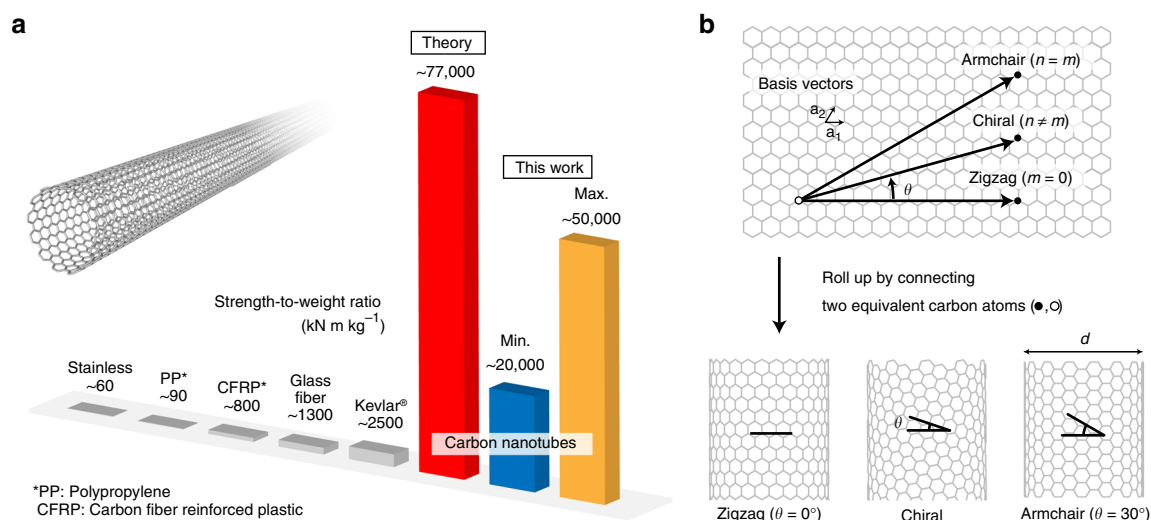 a
Theory
~77,000
This work
Max.
~50,000
Strength-to-weight ratio
(kN m kg⁻¹)
Min.
~20,000
Stainless
~60
PP*
~90
CFRP*
~800
Glass
fiber
~1300
Kevlar®
~2500
Carbon nanotubes
*PP: Polypropylene
CFRP: Carbon fiber reinforced plastic
b
Armchair (n = m)
Basis vectors
a₂
a₁
Chiral (n ≠ m)
θ
Zigzag (m = 0)
Roll up by connecting
two equivalent carbon atoms (●,○)
d
θ
Zigzag (θ = 0°)
Chiral
Armchair (θ = 30°)